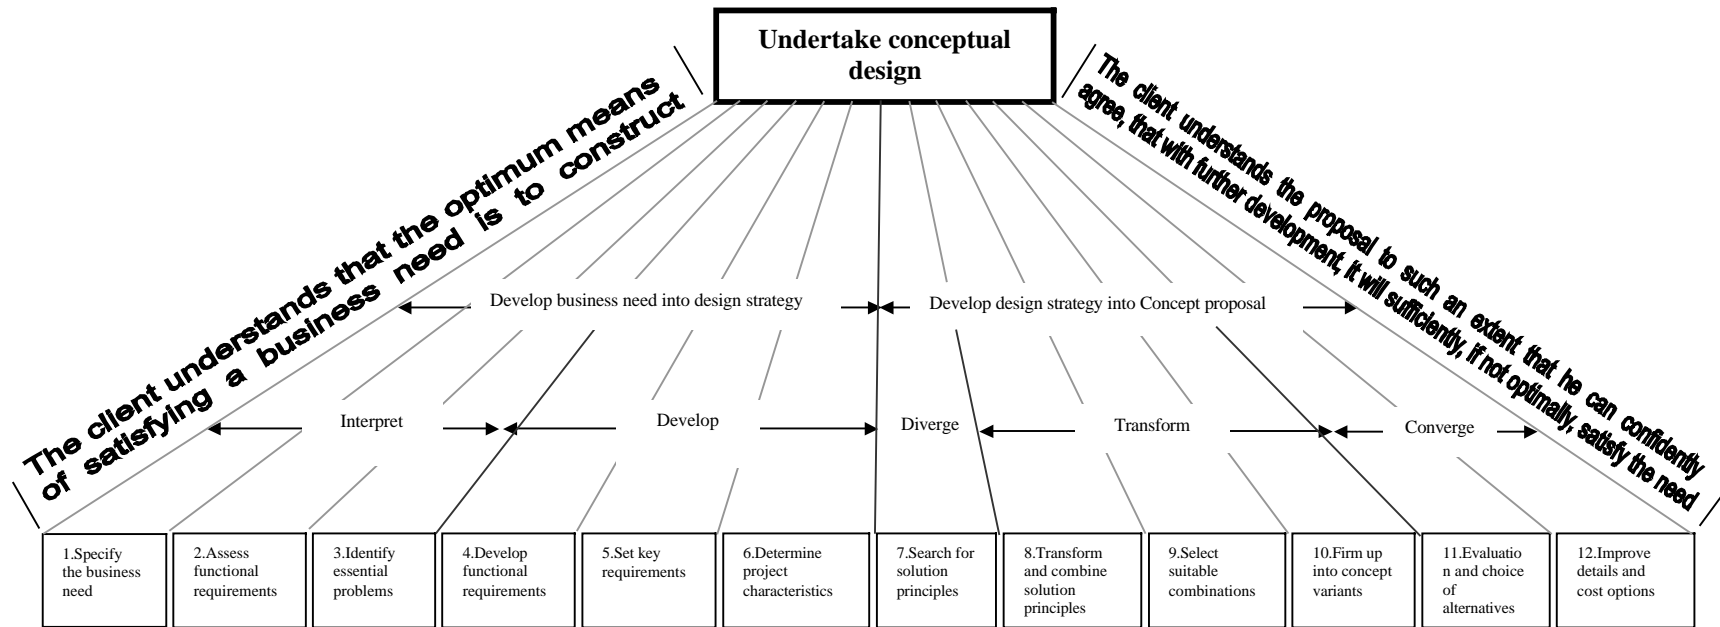 Undertake conceptual
design
The client understands that the optimum means
of satisfying a business need is to construct
The client understands the proposal to such an extent that he can confidently
agree, that with further development, it will sufficiently, if not optimally, satisfy the need
Develop business need into design strategy
Develop design strategy into Concept proposal
Interpret
Develop
Diverge
Transform
Converge
1.Specify
the business
need
2.Assess
functional
requirements
3.Identify
essential
problems
4.Develop
functional
requirements
5.Set key
requirements
6.Determine
project
characteristics
7.Search for
solution
principles
8.Transform
and combine
solution
principles
9.Select
suitable
combinations
10.Firm up
into concept
variants
11.Evaluatio
n and choice
of
alternatives
12.Improve
details and
cost options